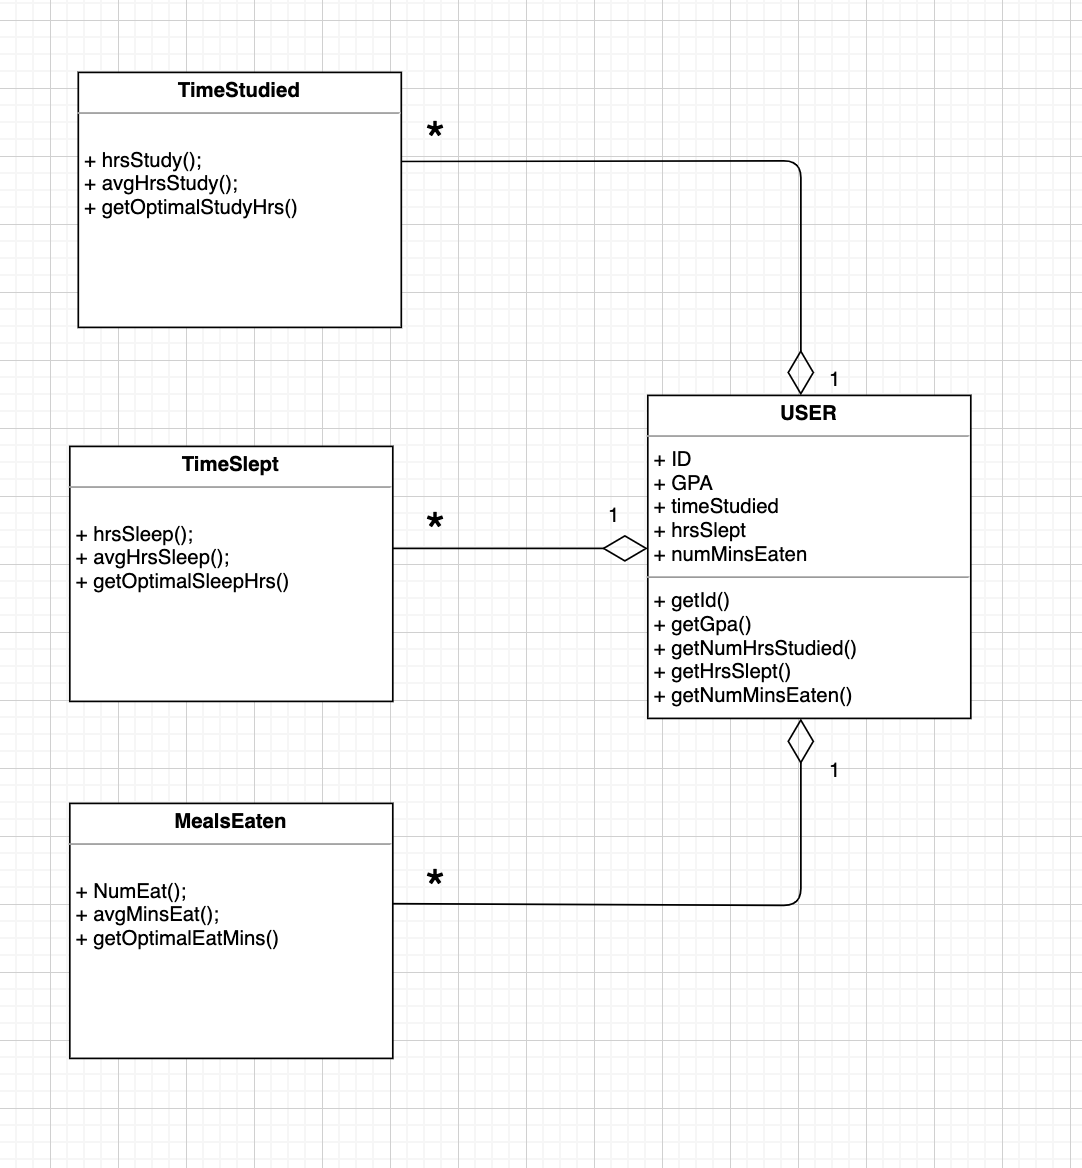 TimeStudied
*
+ hrsStudy();
+ avgHrsStudy();
+ getOptimalStudyHrs()
1
USER
+ ID
+ GPA
+ timeStudied
+ hrsSlept
+ numMinsEaten
+ getId()
+ getGpa()
+ getNumHrsStudied()
+ getHrsSlept()
+ getNumMinsEaten()
TimeSlept
*
1
+ hrsSleep();
+ avgHrsSleep();
+ getOptimalSleepHrs()
1
MealsEaten
*
+ NumEat();
+ avgMinsEat();
+ getOptimalEatMins()